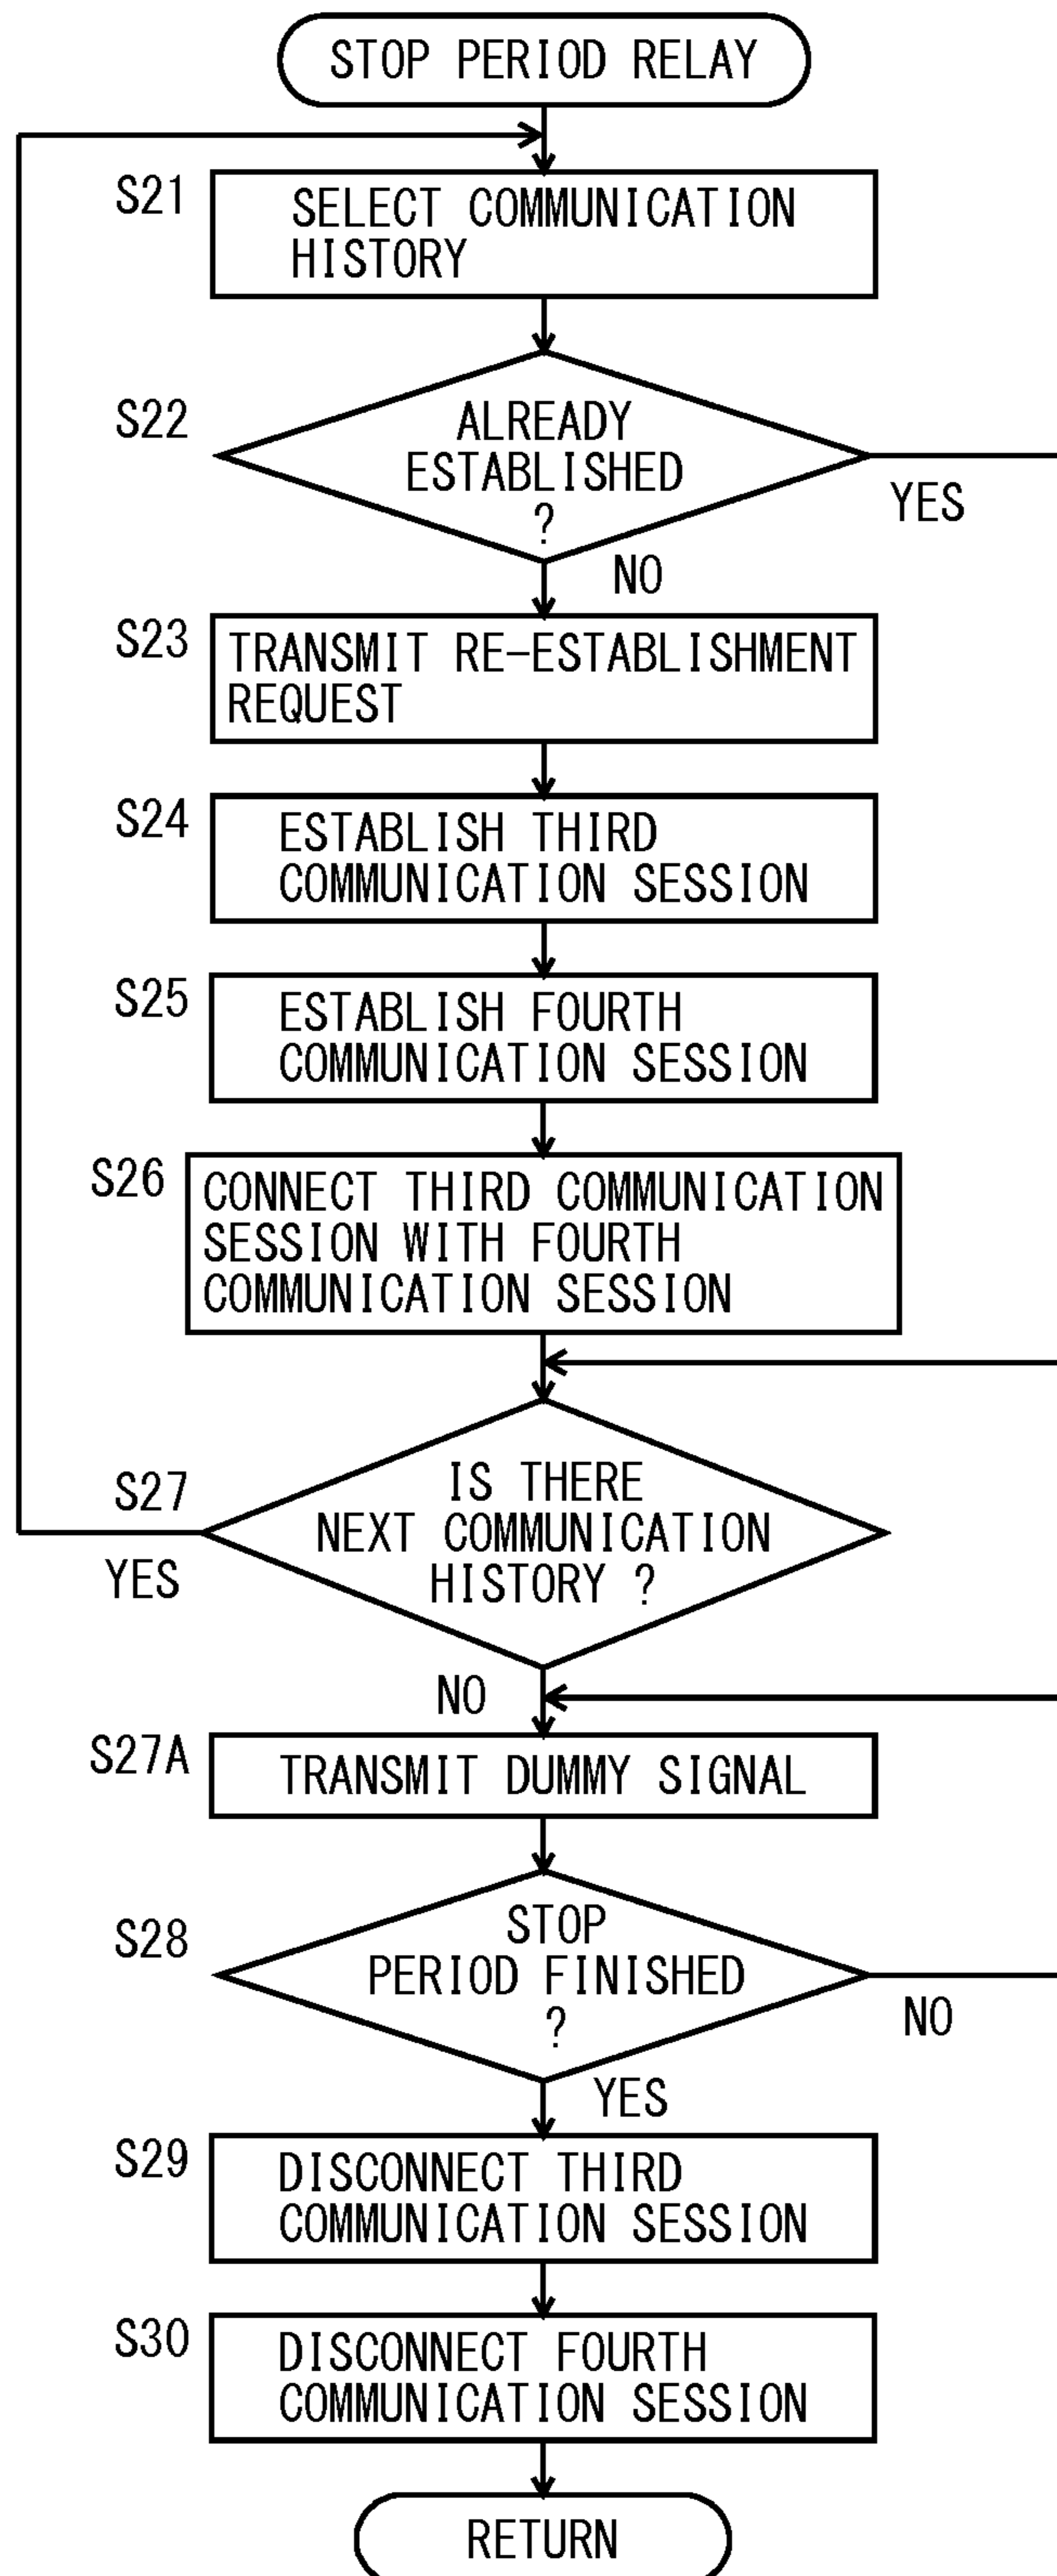 STOP PERIOD RELAY
S21
SELECT COMMUNICATION
HISTORY
S22
ALREADY
ESTABLISHED
?
YES
NO
S23
TRANSMIT RE-ESTABLISHMENT
REQUEST
S24
ESTABLISH THIRD
COMMUNICATION SESSION
S25
ESTABLISH FOURTH
COMMUNICATION SESSION
S26
CONNECT THIRD COMMUNICATION
SESSION WITH FOURTH
COMMUNICATION SESSION
S27
IS THERE
NEXT COMMUNICATION
HISTORY ?
YES
NO
S27A
TRANSMIT DUMMY SIGNAL
S28
STOP
PERIOD FINISHED
?
NO
YES
S29
DISCONNECT THIRD
COMMUNICATION SESSION
S30
DISCONNECT FOURTH
COMMUNICATION SESSION
RETURN